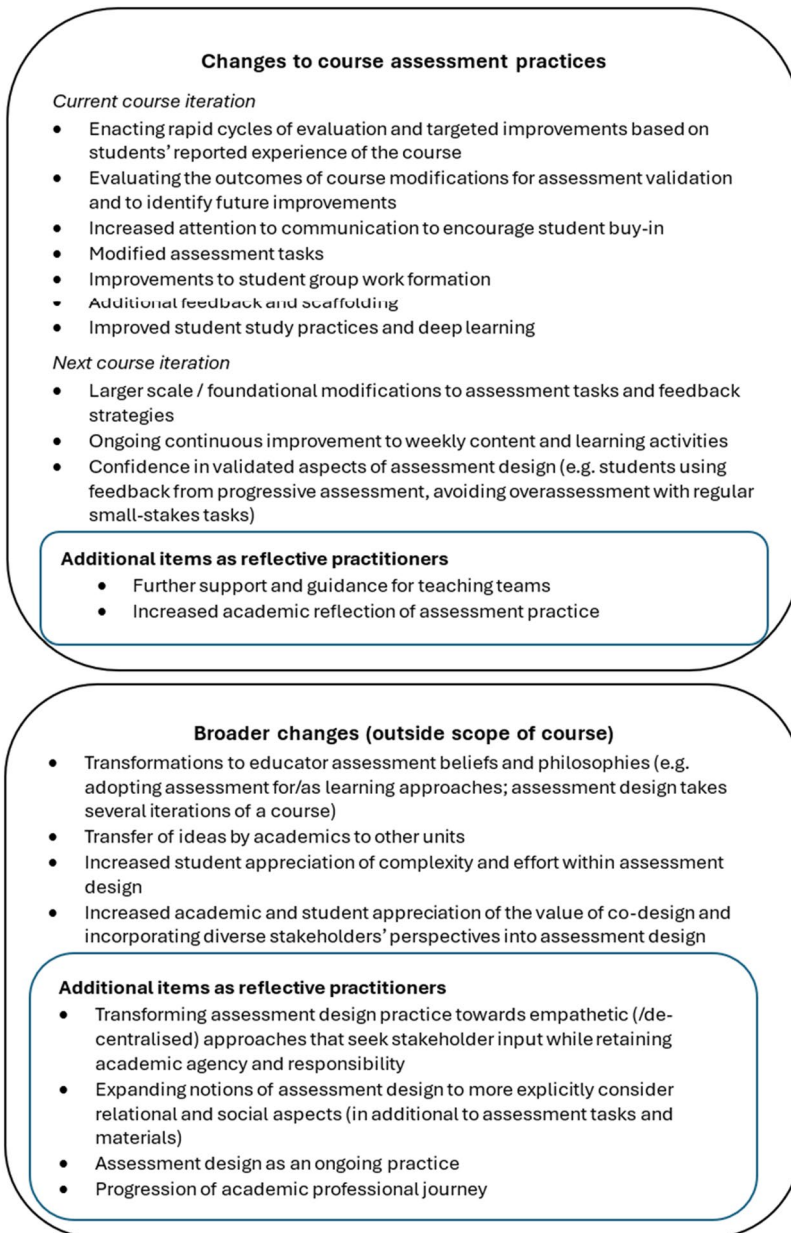 Changes to course assessment practices
Current course iteration
• Enacting rapid cycles of evaluation and targeted improvements based on
students' reported experience of the course
• Evaluating the outcomes of course modifications for assessment validation
and to identify future improvements
• Increased attention to communication to encourage student buy-in
• Modified assessment tasks
• Improvements to student group work formation
• Additional feedback and scaffolding
• Improved student study practices and deep learning
Next course iteration
• Larger scale / foundational modifications to assessment tasks and feedback
strategies
• Ongoing continuous improvement to weekly content and learning activities
• Confidence in validated aspects of assessment design (e.g. students using
feedback from progressive assessment, avoiding overassessment with regular
small-stakes tasks)
Additional items as reflective practitioners
• Further support and guidance for teaching teams
• Increased academic reflection of assessment practice
Broader changes (outside scope of course)
• Transformations to educator assessment beliefs and philosophies (e.g.
adopting assessment for/as learning approaches; assessment design takes
several iterations of a course)
• Transfer of ideas by academics to other units
• Increased student appreciation of complexity and effort within assessment
design
• Increased academic and student appreciation of the value of co-design and
incorporating diverse stakeholders' perspectives into assessment design
Additional items as reflective practitioners
• Transforming assessment design practice towards empathetic (/de-
centralised) approaches that seek stakeholder input while retaining
academic agency and responsibility
• Expanding notions of assessment design to more explicitly consider
relational and social aspects (in additional to assessment tasks and
materials)
• Assessment design as an ongoing practice
• Progression of academic professional journey